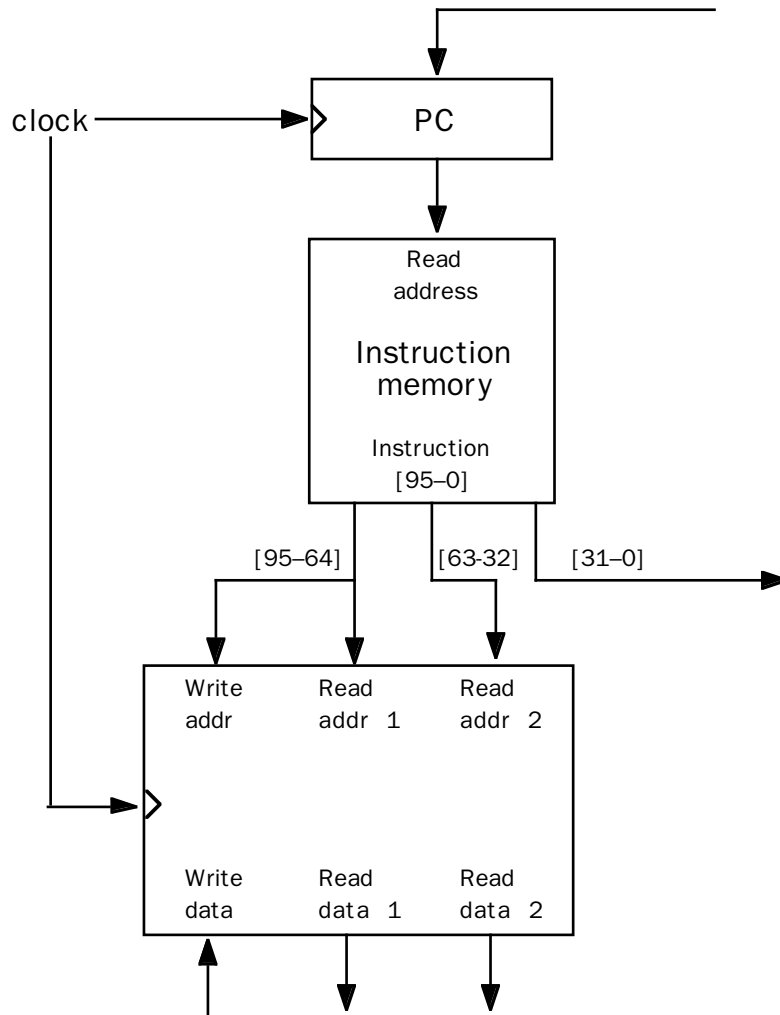 clock
PC
Read
address
Instruction
memory
Instruction
[95–0]
[95–64]
[63-32]
[31–0]
Write
addr
Read
addr 1
Read
addr 2
Write
data
Read
data 1
Read
data 2